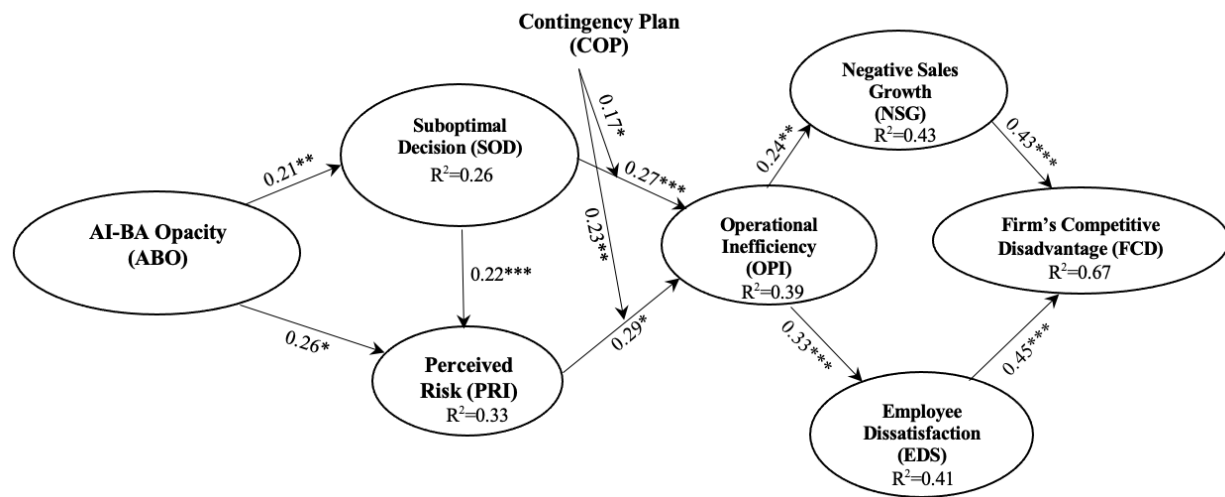 Contingency Plan
(COP)
Negative Sales
Growth
(NSG)
R²=0.43
Suboptimal
Decision (SOD)
R²=0.26
0.17*
0.24**
0.43***
0.21**
0.27***
AI-BA Opacity
(ABO)
0.23**
Operational
Inefficiency
(OPI)
R²=0.39
Firm's Competitive
Disadvantage (FCD)
R²=0.67
0.22***
0.26*
0.29*
0.33***
0.45***
Perceived
Risk (PRI)
R²=0.33
Employee
Dissatisfaction
(EDS)
R²=0.41